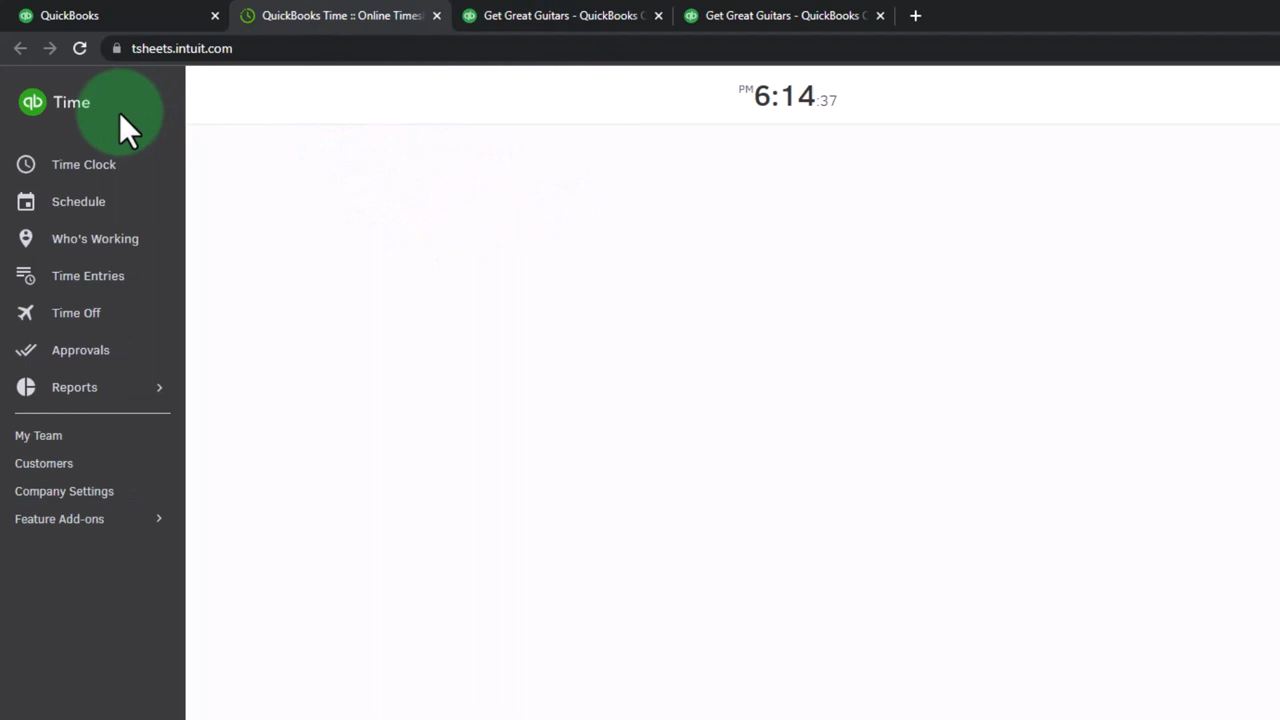 QuickBooks
QuickBooks Time :: Online Times
Get Great Guitars - QuickBooks
Get Great Guitars - QuickBooks
tsheets.intuit.com
qb Time
PM 6:14:37
Time Clock
Schedule
Who's Working
Time Entries
Time Off
Approvals
Reports
My Team
Customers
Company Settings
Feature Add-ons